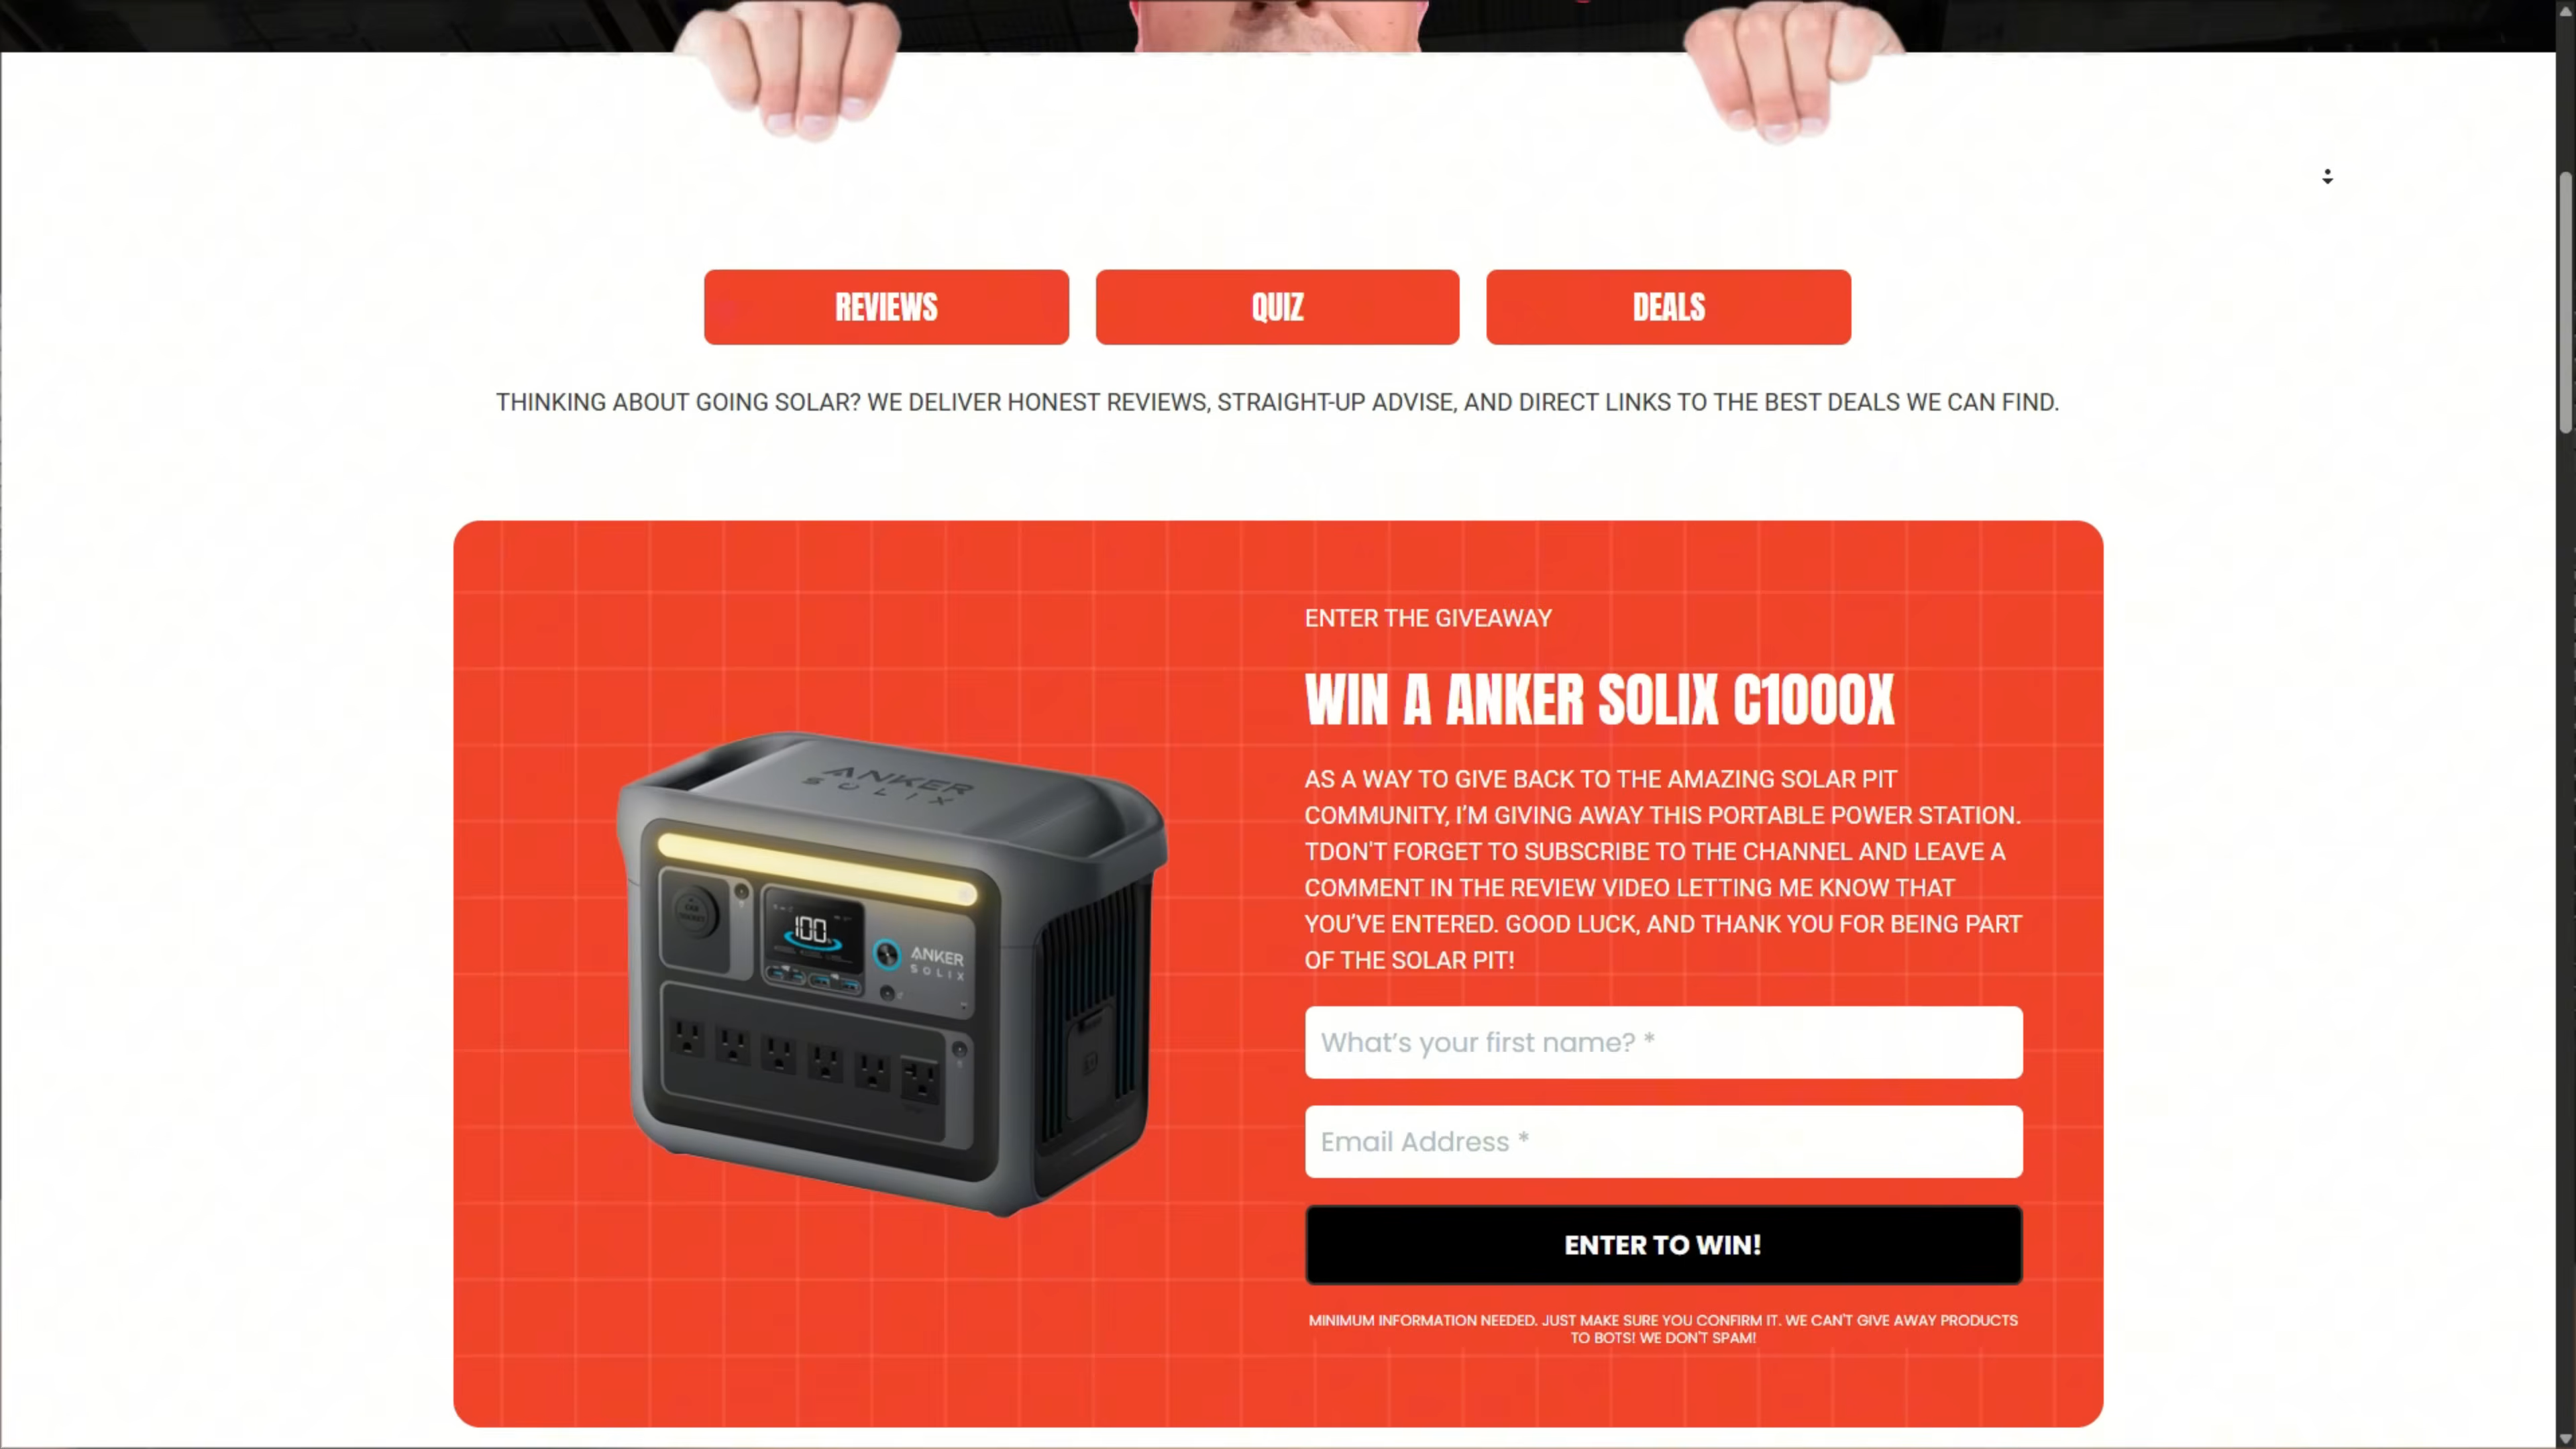 REVIEWS
QUIZ
DEALS
THINKING ABOUT GOING SOLAR? WE DELIVER HONEST REVIEWS, STRAIGHT-UP ADVISE, AND DIRECT LINKS TO THE BEST DEALS WE CAN FIND.
ENTER THE GIVEAWAY
WIN A ANKER SOLIX C1000X
AS A WAY TO GIVE BACK TO THE AMAZING SOLAR PIT
COMMUNITY, I'M GIVING AWAY THIS PORTABLE POWER STATION.
TDON'T FORGET TO SUBSCRIBE TO THE CHANNEL AND LEAVE A
COMMENT IN THE REVIEW VIDEO LETTING ME KNOW THAT
YOU'VE ENTERED. GOOD LUCK, AND THANK YOU FOR BEING PART
OF THE SOLAR PIT!
What's your first name? *
Email Address *
ENTER TO WIN!
MINIMUM INFORMATION NEEDED. JUST MAKE SURE YOU CONFIRM IT. WE CAN'T GIVE AWAY PRODUCTS
TO BOTS! WE DON'T SPAM!
ANKER
SOLIX
100
ANKER
SOLIX